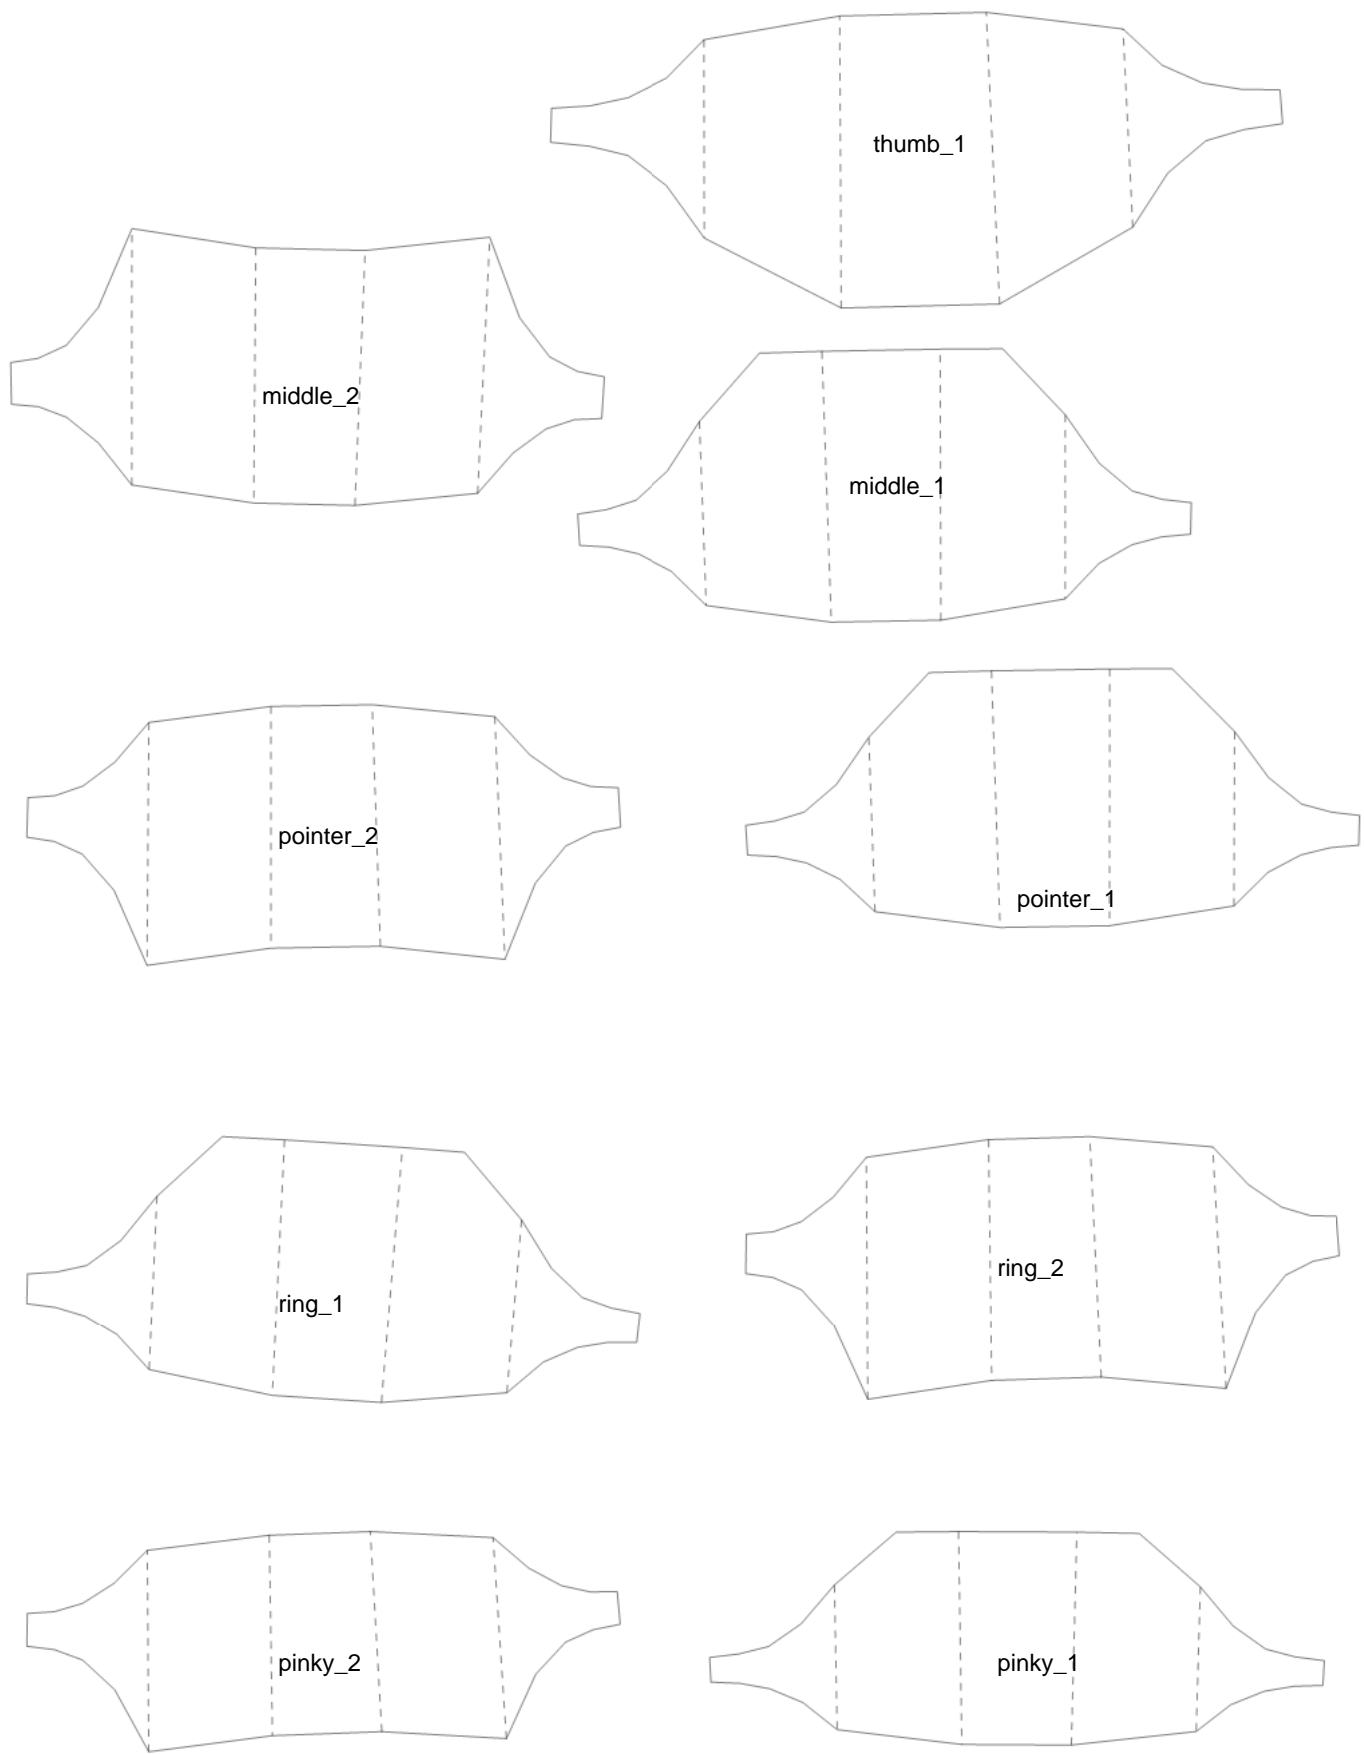 thumb_1
middle_2
middle_1
pointer_2
pointer_1
ring_1
ring_2
pinky_2
pinky_1